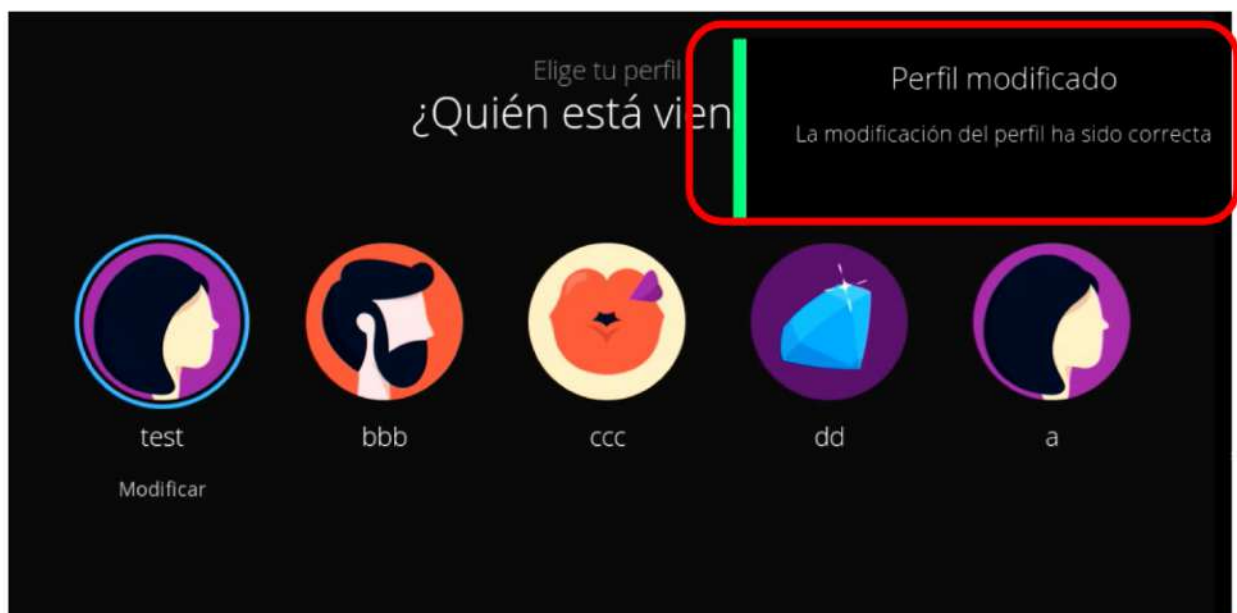 Elige tu perfil
¿Quién está vien
Perfil modificado
La modificación del perfil ha sido correcta
test
bbb
ccc
dd
a
Modificar